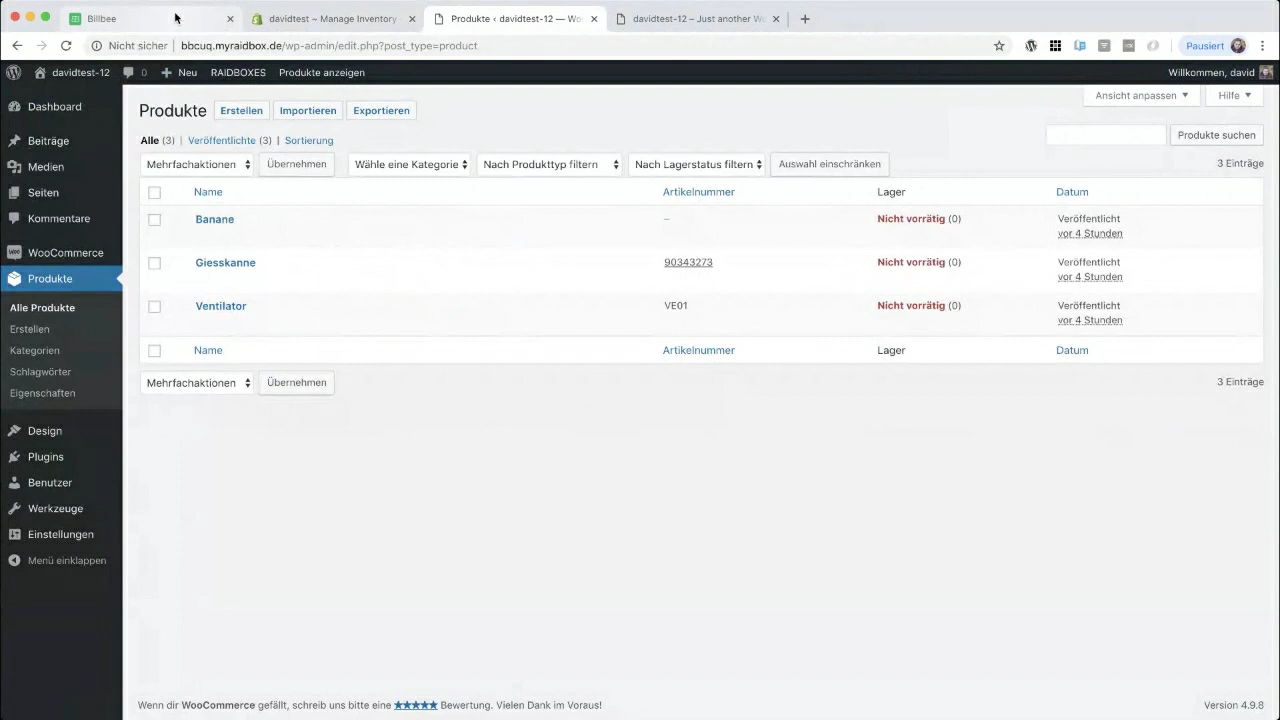 Billbee
davidtest ~ Manage Inventory
Produkte ‹ davidtest-12 — Wo
davidtest-12 – Just another W
Nicht sicher | bbcuq.myraidbox.de/wp-admin/edit.php?post_type=product
Pausiert
davidtest-12 0 Neu RAIDBOXES Produkte anzeigen Willkommen, david
Dashboard
Beiträge
Medien
Seiten
Kommentare
WooCommerce
Produkte
Alle Produkte
Erstellen
Kategorien
Schlagwörter
Eigenschaften
Design
Plugins
Benutzer
Werkzeuge
Einstellungen
Menü einklappen
Ansicht anpassen Hilfe
Produkte Erstellen Importieren Exportieren
Alle (3) | Veröffentlichte (3) | Sortierung
Produkte suchen
Mehrfachaktionen Übernehmen Wähle eine Kategorie Nach Produkttyp filtern Nach Lagerstatus filtern Auswahl einschränken 3 Einträge
Name Artikelnummer Lager Datum
Banane – Nicht vorrätig (0) Veröffentlicht
vor 4 Stunden
Giesskanne 90343273 Nicht vorrätig (0) Veröffentlicht
vor 4 Stunden
Ventilator VE01 Nicht vorrätig (0) Veröffentlicht
vor 4 Stunden
Name Artikelnummer Lager Datum
Mehrfachaktionen Übernehmen 3 Einträge
Wenn dir WooCommerce gefällt, schreib uns bitte eine ★★★★★ Bewertung. Vielen Dank im Voraus! Version 4.9.8